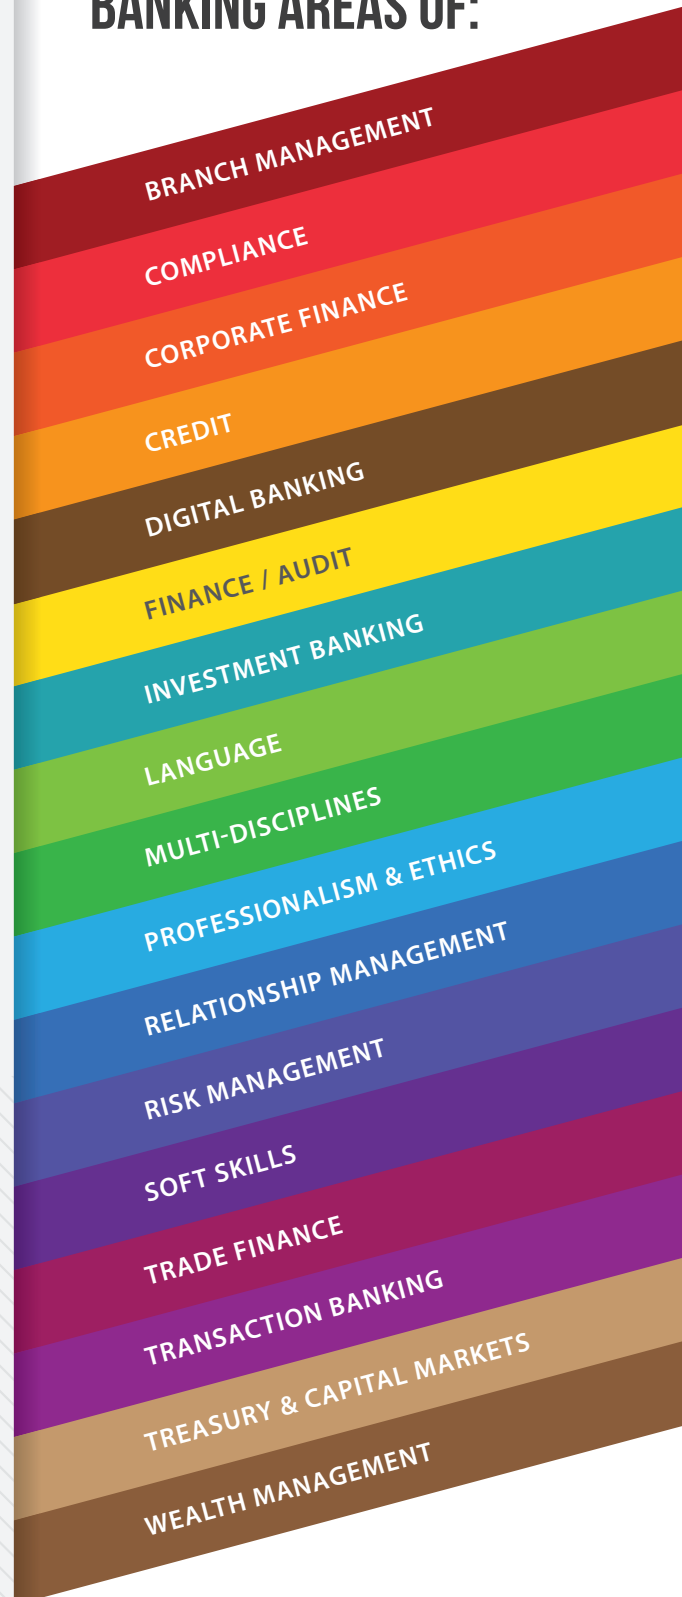 BANKING AREAS OF:
BRANCH MANAGEMENT
COMPLIANCE
CORPORATE FINANCE
CREDIT
DIGITAL BANKING
FINANCE / AUDIT
INVESTMENT BANKING
LANGUAGE
MULTI-DISCIPLINES
PROFESSIONALISM & ETHICS
RELATIONSHIP MANAGEMENT
RISK MANAGEMENT
SOFT SKILLS
TRADE FINANCE
TRANSACTION BANKING
TREASURY & CAPITAL MARKETS
WEALTH MANAGEMENT